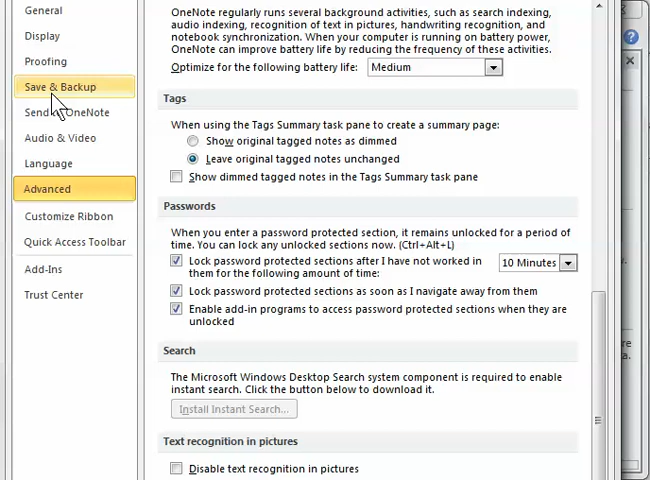 General
Display
Proofing
Save & Backup
Send OneNote
Audio & Video
Language
Advanced
Customize Ribbon
Quick Access Toolbar
Add-Ins
Trust Center
OneNote regularly runs several background activities, such as search indexing,
audio indexing, recognition of text in pictures, handwriting recognition, and
notebook synchronization. When your computer is running on battery power,
OneNote can improve battery life by reducing the frequency of these activities.
Optimize for the following battery life:
Medium
Tags
When using the Tags Summary task pane to create a summary page:
Show original tagged notes as dimmed
Leave original tagged notes unchanged
Show dimmed tagged notes in the Tags Summary task pane
Passwords
When you enter a password protected section, it remains unlocked for a period of
time. You can lock any unlocked sections now. (Ctrl+Alt+L)
Lock password protected sections after I have not worked in
them for the following amount of time:
10 Minutes
Lock password protected sections as soon as I navigate away from them
Enable add-in programs to access password protected sections when they are
unlocked
Search
The Microsoft Windows Desktop Search system component is required to enable
instant search. Click the button below to download it.
Install Instant Search...
Text recognition in pictures
Disable text recognition in pictures